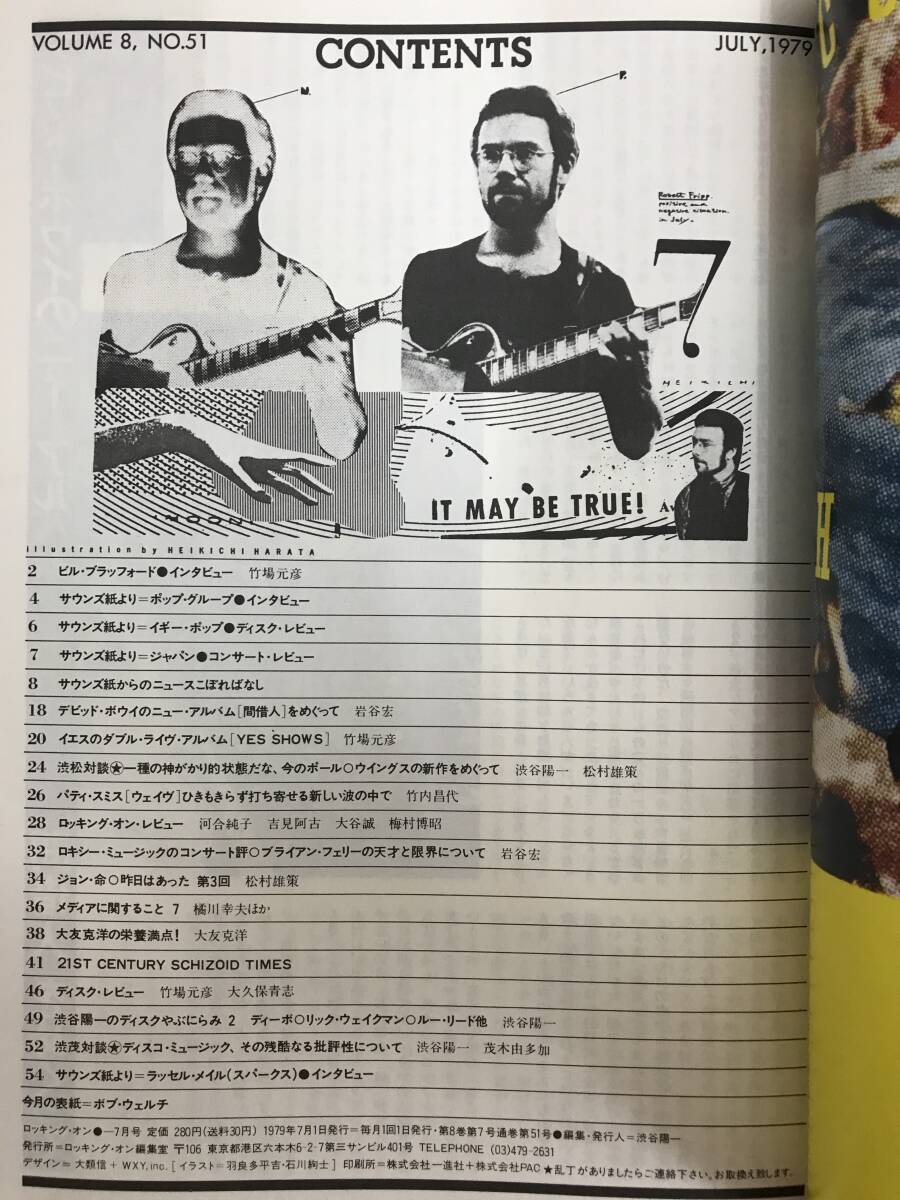 VOLUME 8, NO.51
CONTENTS
JULY, 1979
N.
P.
Robert Fripp.
positive and
negative situation
in July.
7
HEIKICHI
MOON
IT MAY BE TRUE!
illustration by HEIKICHI HARATA
2 ビル・ブラッフォード●インタビュー 竹場元彦
4 サウンズ紙より=ポップ・グループ●インタビュー
6 サウンズ紙より=イギー・ポップ●ディスク・レビュー
7 サウンズ紙より=ジャパン●コンサート・レビュー
8 サウンズ紙からのニュースこぼればなし
18 デビッド・ボウイのニュー・アルバム[間借人]をめぐって 岩谷宏
20 イエスのダブル・ライヴ・アルバム[YES SHOWS] 竹場元彦
24 渋松対談★一種の神がかり的状態だな、今のポール○ウイングスの新作をめぐって 渋谷陽一 松村雄策
26 パティ・スミス[ウェイヴ]ひきもきらず打ち寄せる新しい波の中で 竹内昌代
28 ロッキング・オン・レビュー 河合純子 吉見阿古 大谷誠 梅村博昭
32 ロキシー・ミュージックのコンサート評○ブライアン・フェリーの天才と限界について 岩谷宏
34 ジョン・命○昨日はあった 第3回 松村雄策
36 メディアに関すること 7 橘川幸夫ほか
38 大友克洋の栄養満点! 大友克洋
41 21ST CENTURY SCHIZOID TIMES
46 ディスク・レビュー 竹場元彦 大久保青志
49 渋谷陽一のディスクやぶにらみ 2 ディーボ○リック・ウェイクマン○ルー・リード他 渋谷陽一
52 渋茂対談★ディスコ・ミュージック、その残酷なる批評性について 渋谷陽一 茂木由多加
54 サウンズ紙より=ラッセル・メイル(スパークス)●インタビュー
今月の表紙=ボブ・ウェルチ
ロッキング・オン●—7月号 定価 280円(送料30円) 1979年7月1日発行=毎月1回1日発行・第8巻第7号通巻第51号●編集・発行人=渋谷陽一
発行所=ロッキング・オン編集室 〒106 東京都港区六本木6-2-7第三サンビル401号 TELEPHONE (03)479-2631
デザイン=大類信+WXY, inc. [イラスト=羽良多平吉・石川絢士] 印刷所=株式会社一進社+株式会社PAC ★乱丁がありましたらご連絡下さい。お取換え致します。
H